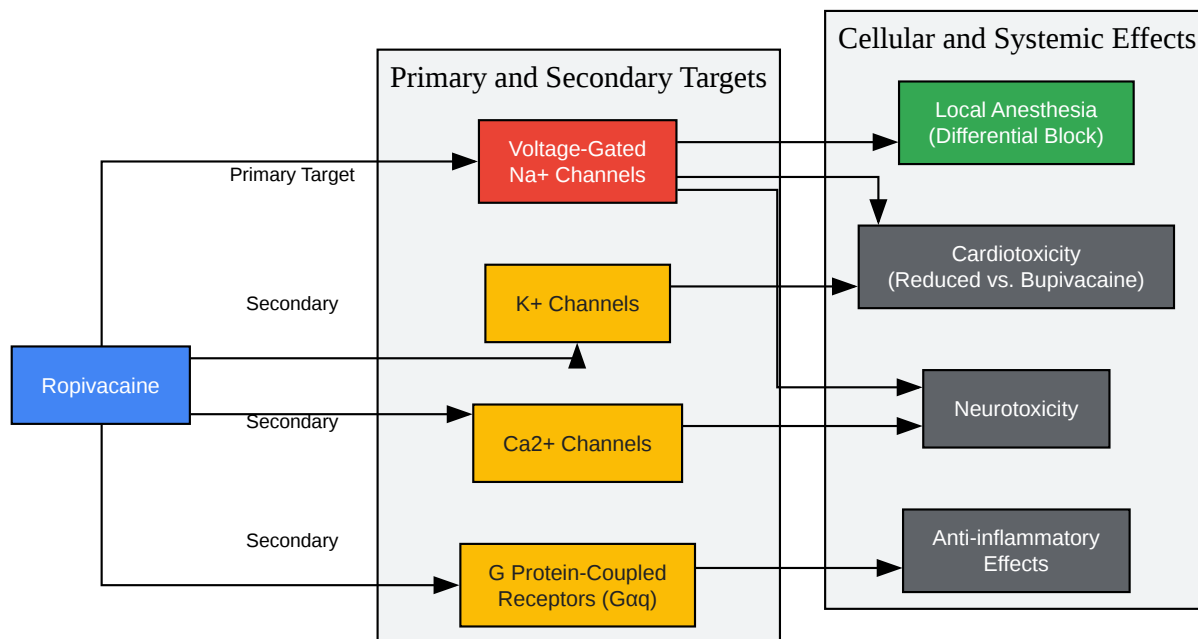 Cellular and Systemic Effects
Primary and Secondary Targets
Local Anesthesia
(Differential Block)
Voltage-Gated
Na+ Channels
Primary Target
Cardiotoxicity
(Reduced vs. Bupivacaine)
K+ Channels
Secondary
Ropivacaine
Neurotoxicity
Secondary
Ca2+ Channels
Secondary
Anti-inflammatory
Effects
G Protein-Coupled
Receptors (Gαq)